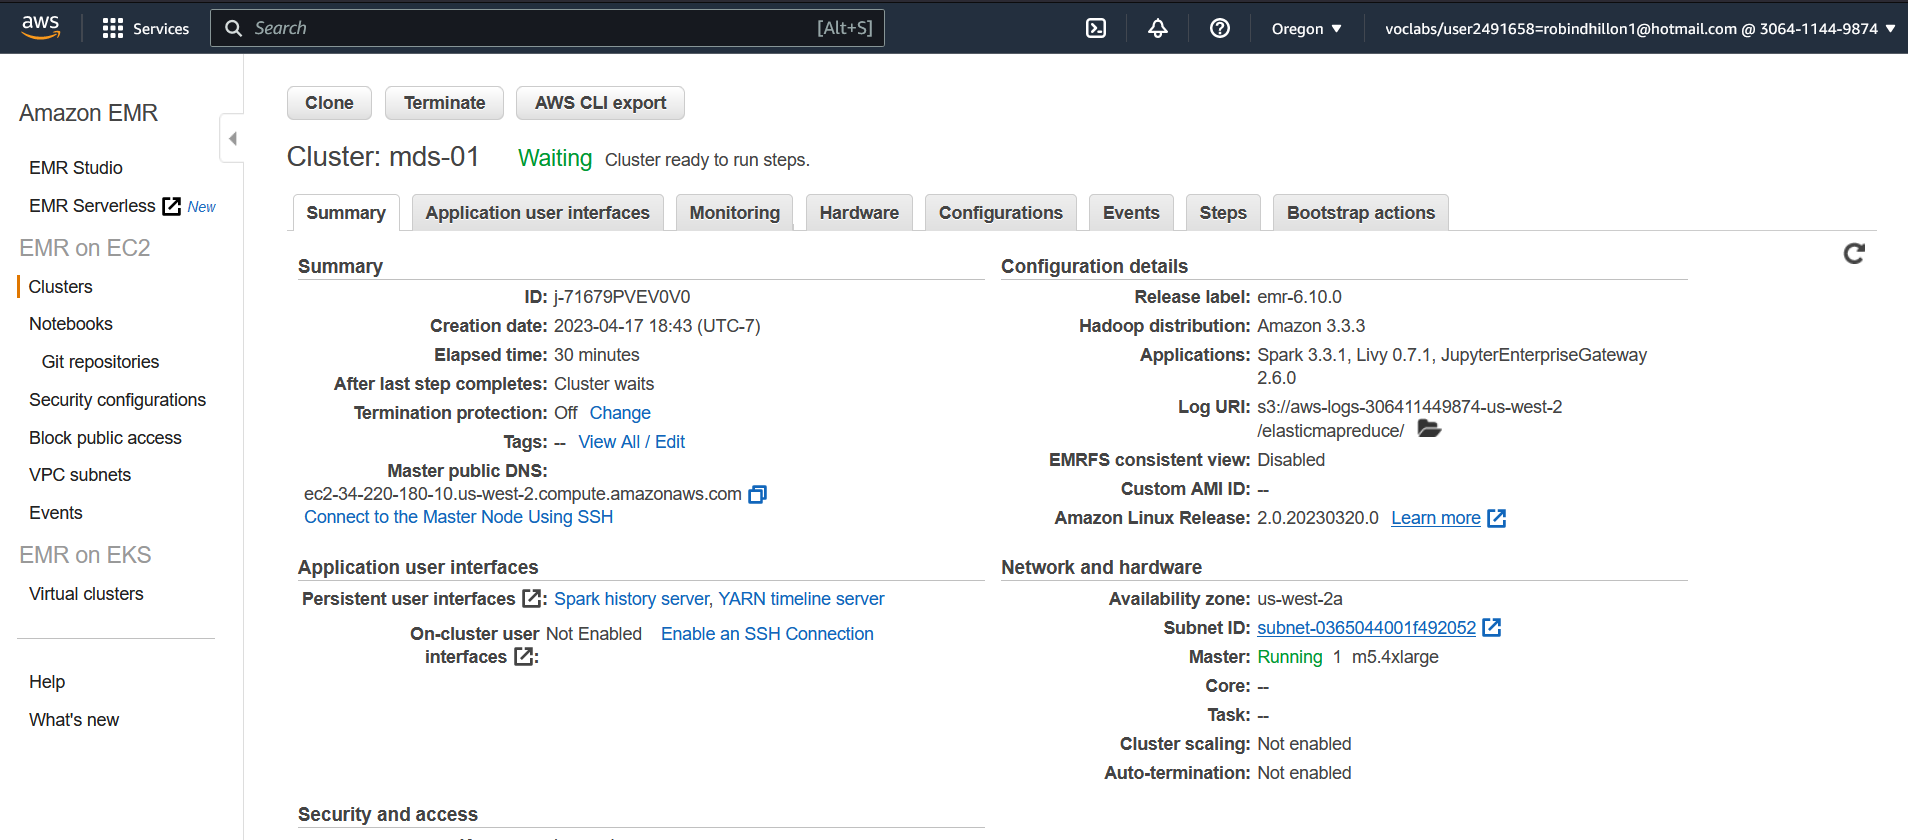 aws Services Search [Alt+S] Oregon ▼ voclabs/user2491658=robindhillon1@hotmail.com @ 3064-1144-9874 ▼
Amazon EMR
EMR Studio
EMR Serverless New
EMR on EC2
Clusters
Notebooks
Git repositories
Security configurations
Block public access
VPC subnets
Events
EMR on EKS
Virtual clusters
Help
What's new
Clone Terminate AWS CLI export
Cluster: mds-01 Waiting Cluster ready to run steps.
Summary Application user interfaces Monitoring Hardware Configurations Events Steps Bootstrap actions
Summary
ID: j-71679PVEV0V0
Creation date: 2023-04-17 18:43 (UTC-7)
Elapsed time: 30 minutes
After last step completes: Cluster waits
Termination protection: Off Change
Tags: -- View All / Edit
Master public DNS:
ec2-34-220-180-10.us-west-2.compute.amazonaws.com
Connect to the Master Node Using SSH
Configuration details
Release label: emr-6.10.0
Hadoop distribution: Amazon 3.3.3
Applications: Spark 3.3.1, Livy 0.7.1, JupyterEnterpriseGateway
2.6.0
Log URI: s3://aws-logs-306411449874-us-west-2
/elasticmapreduce/
EMRFS consistent view: Disabled
Custom AMI ID: --
Amazon Linux Release: 2.0.20230320.0 Learn more
Application user interfaces
Persistent user interfaces : Spark history server, YARN timeline server
On-cluster user Not Enabled Enable an SSH Connection
interfaces :
Network and hardware
Availability zone: us-west-2a
Subnet ID: subnet-0365044001f492052
Master: Running 1 m5.4xlarge
Core: --
Task: --
Cluster scaling: Not enabled
Auto-termination: Not enabled
Security and access